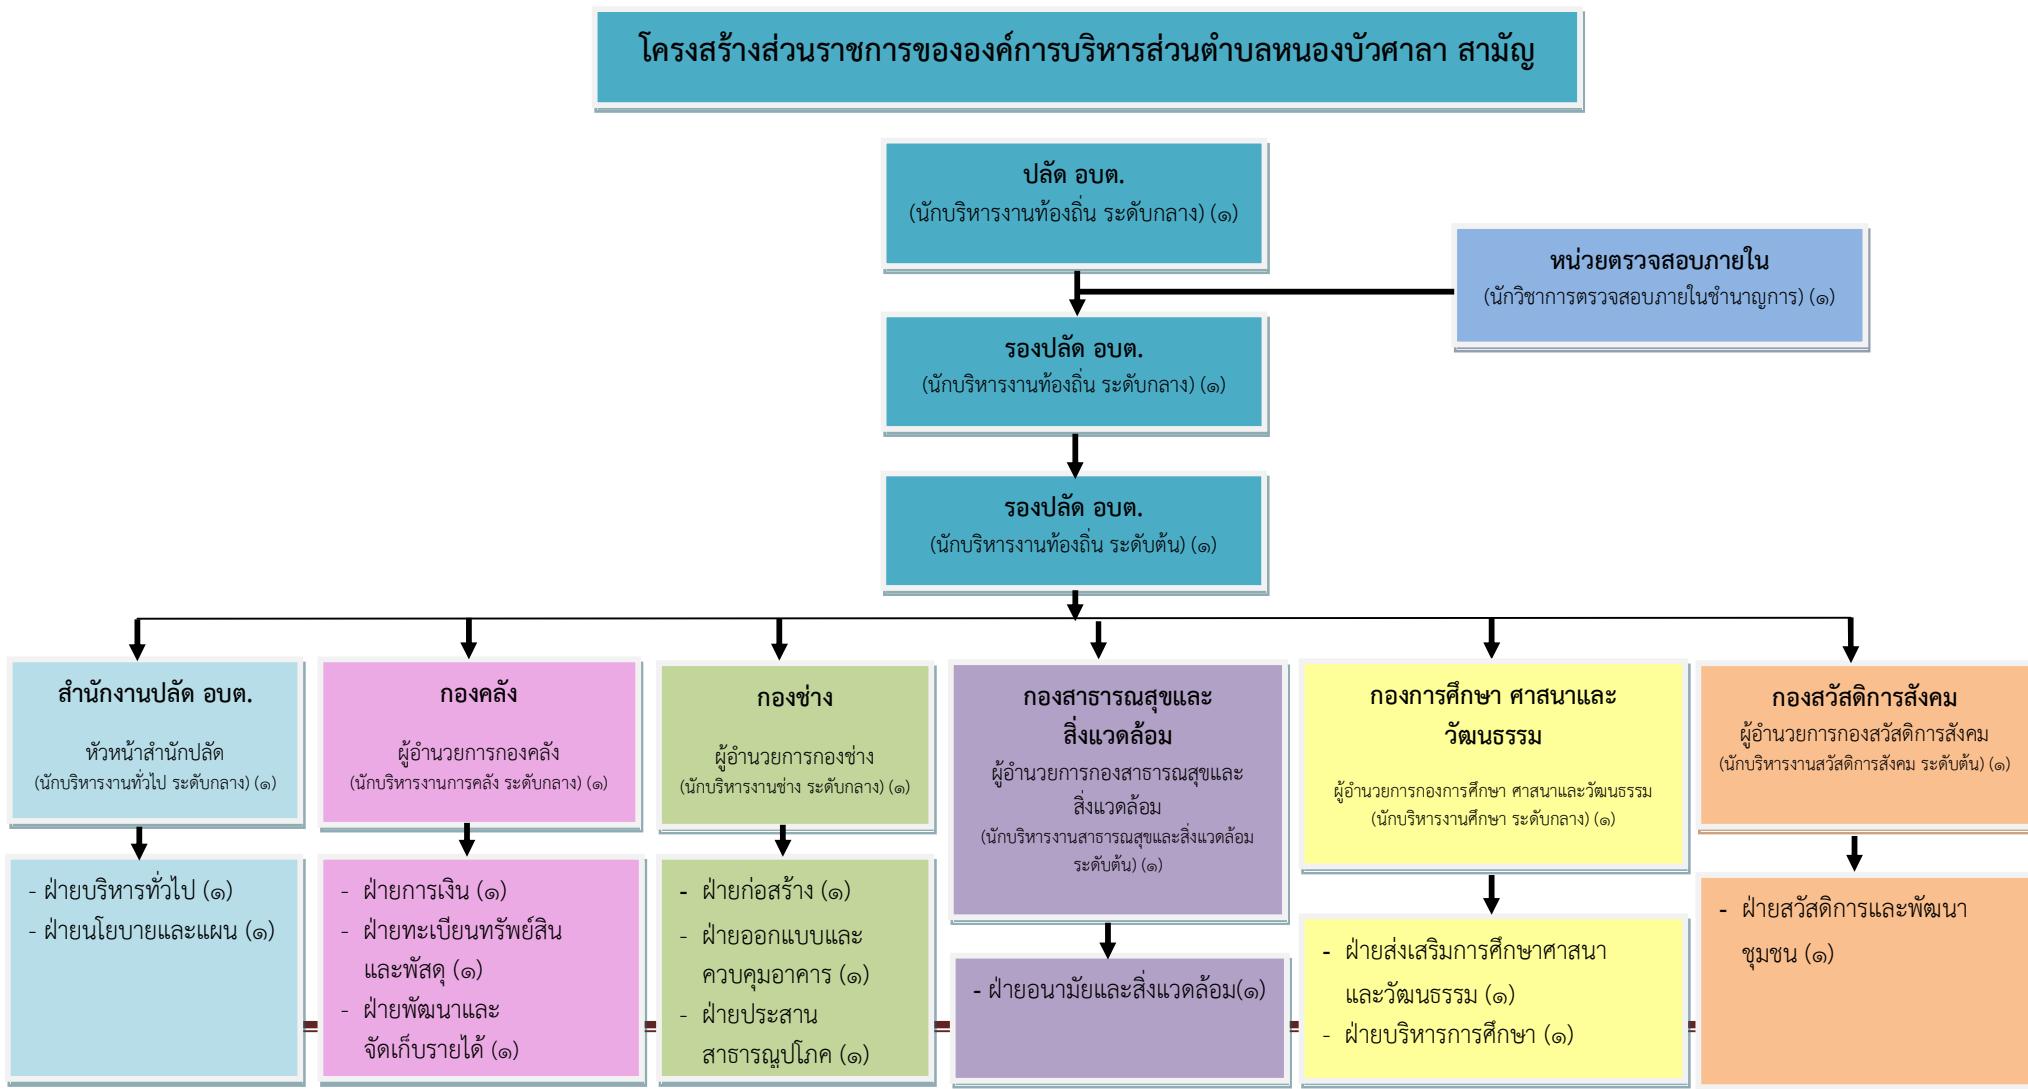 โครงสร้างส่วนราชการขององค์การบริหารส่วนตำบลหนองบัวศาลา สามัญ
ปลัด อบต.
(นักบริหารงานท้องถิ่น ระดับกลาง) (๑)
หน่วยตรวจสอบภายใน
(นักวิชาการตรวจสอบภายในชำนาญการ) (๑)
รองปลัด อบต.
(นักบริหารงานท้องถิ่น ระดับกลาง) (๑)
รองปลัด อบต.
(นักบริหารงานท้องถิ่น ระดับต้น) (๑)
สำนักงานปลัด อบต.
หัวหน้าสำนักปลัด
(นักบริหารงานทั่วไป ระดับกลาง) (๑)
- ฝ่ายบริหารทั่วไป (๑)
- ฝ่ายนโยบายและแผน (๑)
กองคลัง
ผู้อำนวยการกองคลัง
(นักบริหารงานการคลัง ระดับกลาง) (๑)
- ฝ่ายการเงิน (๑)
- ฝ่ายทะเบียนทรัพย์สิน
และพัสดุ (๑)
- ฝ่ายพัฒนาและ
จัดเก็บรายได้ (๑)
กองช่าง
ผู้อำนวยการกองช่าง
(นักบริหารงานช่าง ระดับกลาง) (๑)
- ฝ่ายก่อสร้าง (๑)
- ฝ่ายออกแบบและ
ควบคุมอาคาร (๑)
- ฝ่ายประสาน
สาธารณูปโภค (๑)
กองสาธารณสุขและ
สิ่งแวดล้อม
ผู้อำนวยการกองสาธารณสุขและ
สิ่งแวดล้อม
(นักบริหารงานสาธารณสุขและสิ่งแวดล้อม
ระดับต้น) (๑)
- ฝ่ายอนามัยและสิ่งแวดล้อม(๑)
กองการศึกษา ศาสนาและ
วัฒนธรรม
ผู้อำนวยการกองการศึกษา ศาสนาและวัฒนธรรม
(นักบริหารงานศึกษา ระดับกลาง) (๑)
- ฝ่ายส่งเสริมการศึกษาศาสนา
และวัฒนธรรม (๑)
- ฝ่ายบริหารการศึกษา (๑)
กองสวัสดิการสังคม
ผู้อำนวยการกองสวัสดิการสังคม
(นักบริหารงานสวัสดิการสังคม ระดับต้น) (๑)
- ฝ่ายสวัสดิการและพัฒนา
ชุมชน (๑)